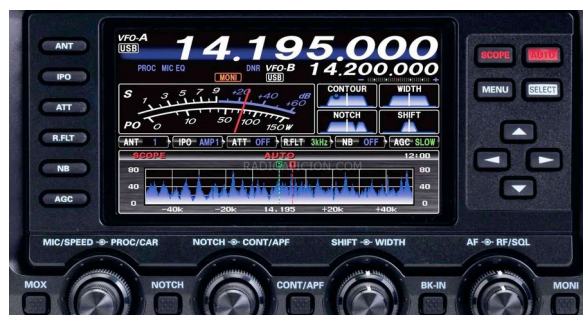 VFO-A
USB
14.195.000
PROC MIC EQ
MONI
DNR
VFO-B
USB
14,200,000
- +
S 1 3 5 7 9 +20 +40 +60 dB
PO 0 10 50 100 150 W
CONTOUR
WIDTH
NOTCH
SHIFT
ANT 1
IPO AMP1
ATT OFF
R.FLT 3kHz
NB OFF
AGC SLOW
SCOPE
AUTO
12:00
RADIOAFICION.COM
80
40
0
80
40
0
-40k -20k 14.195 +20k +40k
ANT
IPO
ATT
R.FLT
NB
AGC
SCOPE
AUTO
MENU
SELECT
MIC/SPEED PROC/CAR
NOTCH CONT/APF
SHIFT WIDTH
AF RF/SQL
MOX
NOTCH
CONT/APF
BK-IN
MONI